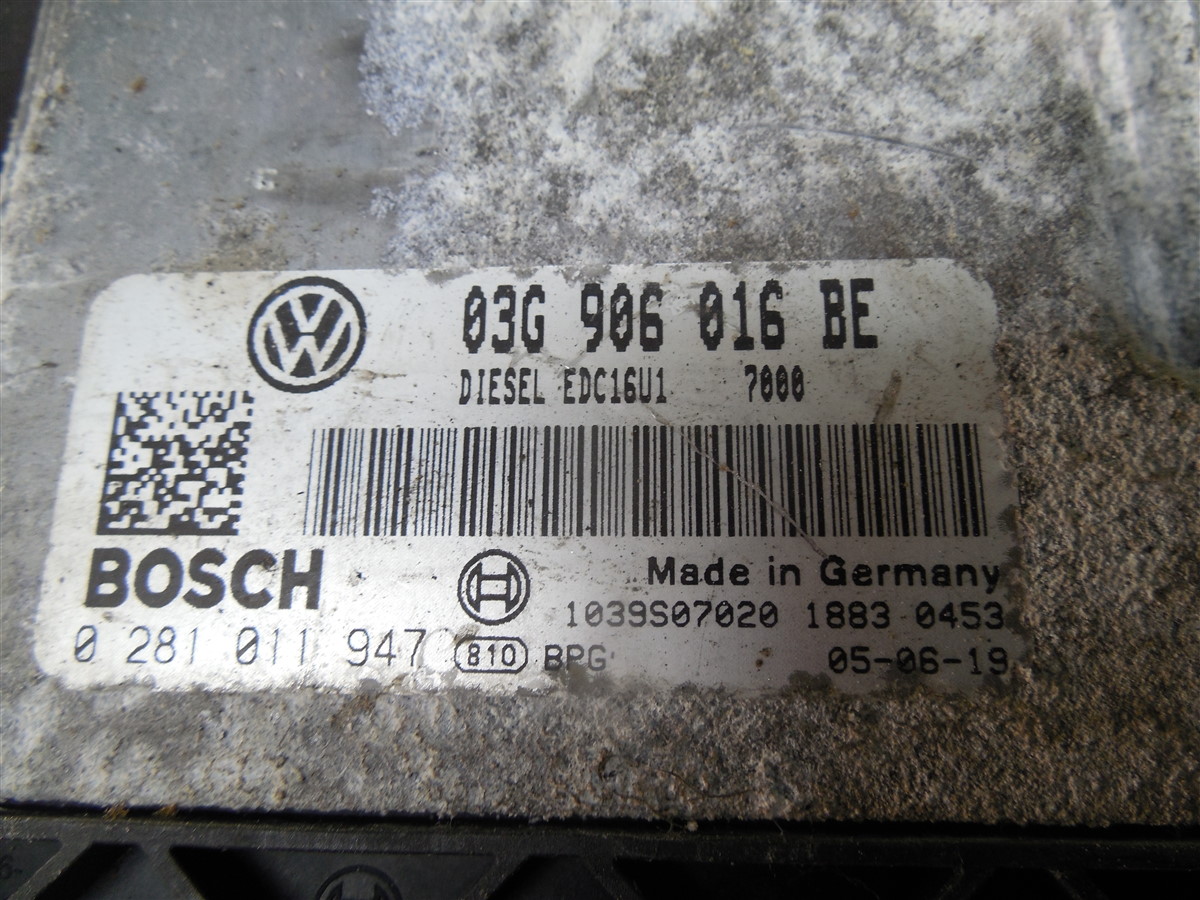 03G 906 016 BE
DIESEL EDC16U1 7000
BOSCH
Made in Germany
1039S07020 1883 0453
0 281 011 947 810 BPG 05-06-19